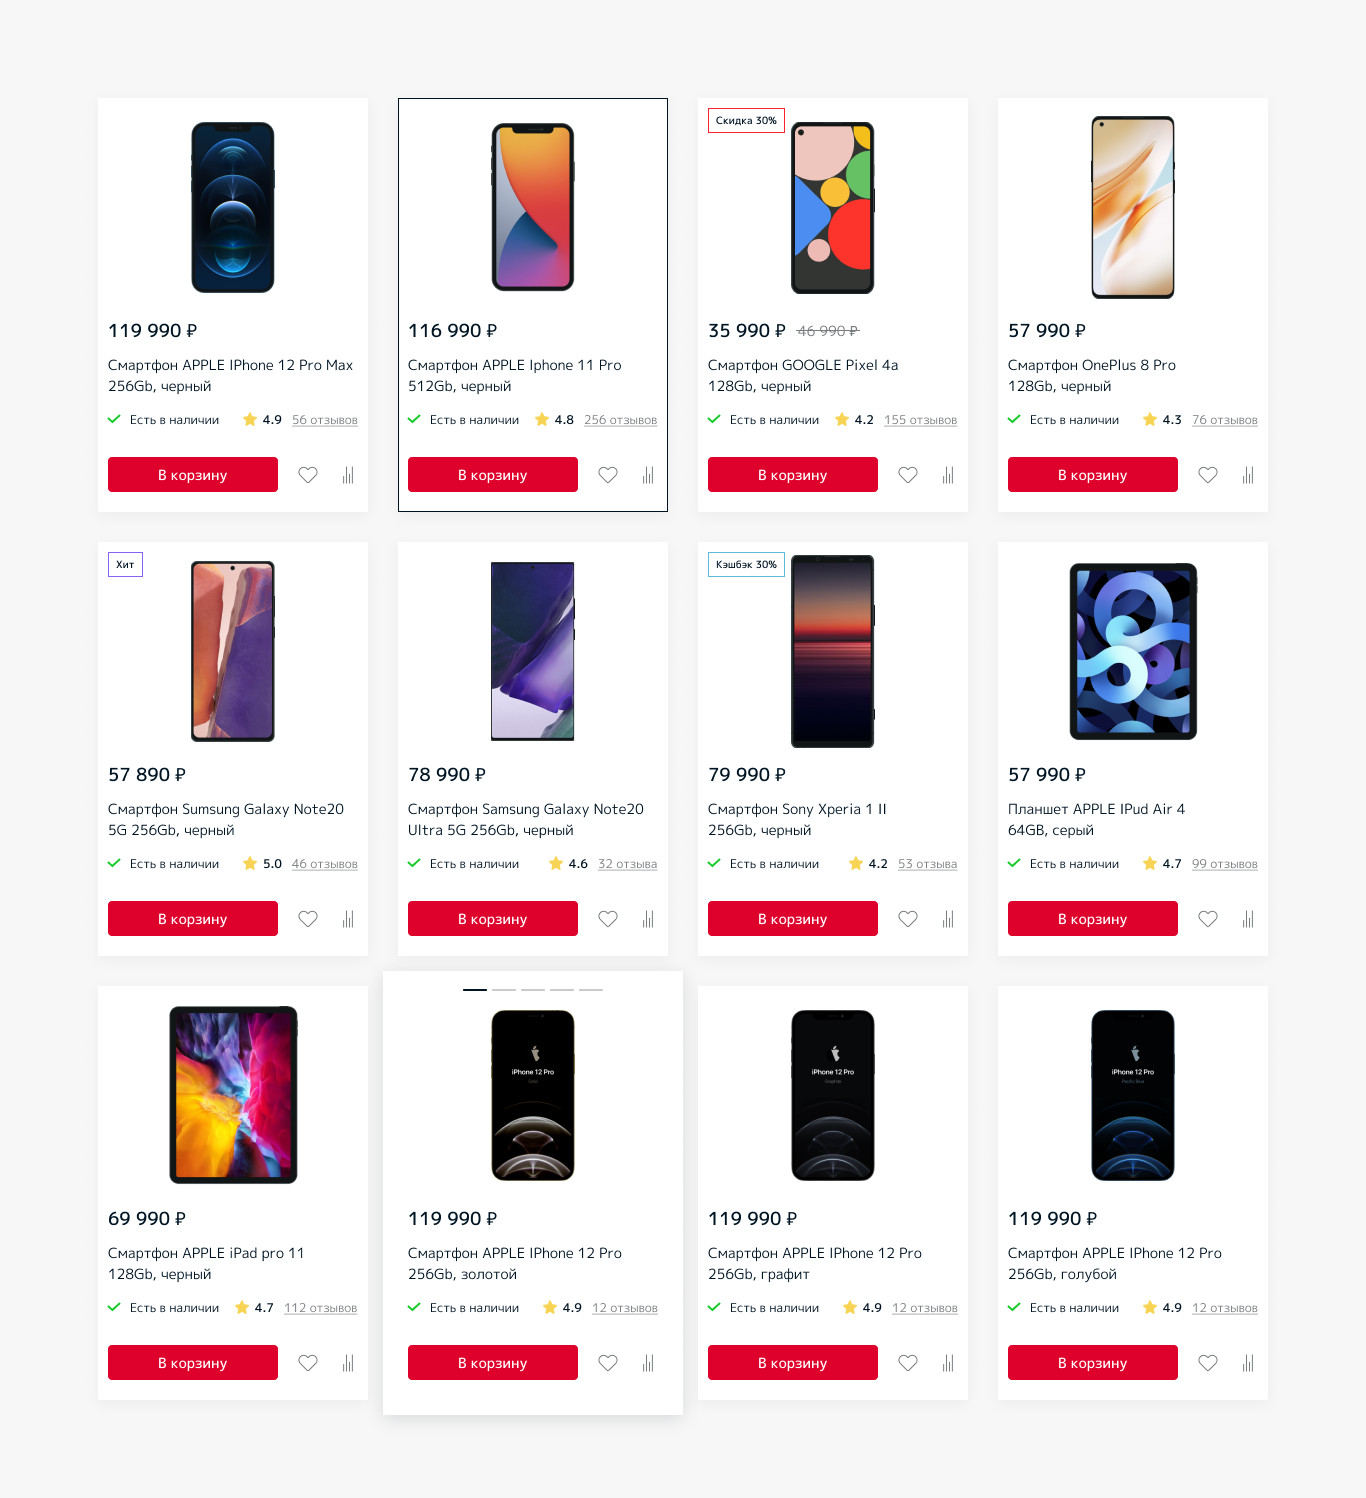 119 990 ₽
Смартфон APPLE IPhone 12 Pro Max
256Gb, черный
Есть в наличии 4.9 56 отзывов
В корзину
116 990 ₽
Смартфон APPLE Iphone 11 Pro
512Gb, черный
Есть в наличии 4.8 256 отзывов
В корзину
Скидка 30%
35 990 ₽ 46 990 ₽
Смартфон GOOGLE Pixel 4a
128Gb, черный
Есть в наличии 4.2 155 отзывов
В корзину
57 990 ₽
Смартфон OnePlus 8 Pro
128Gb, черный
Есть в наличии 4.3 76 отзывов
В корзину
Хит
57 890 ₽
Смартфон Sumsung Galaxy Note20
5G 256Gb, черный
Есть в наличии 5.0 46 отзывов
В корзину
78 990 ₽
Смартфон Samsung Galaxy Note20
Ultra 5G 256Gb, черный
Есть в наличии 4.6 32 отзыва
В корзину
Кэшбэк 30%
79 990 ₽
Смартфон Sony Xperia 1 II
256Gb, черный
Есть в наличии 4.2 53 отзыва
В корзину
57 990 ₽
Планшет APPLE IPud Air 4
64GB, серый
Есть в наличии 4.7 99 отзывов
В корзину
69 990 ₽
Смартфон APPLE iPad pro 11
128Gb, черный
Есть в наличии 4.7 112 отзывов
В корзину
iPhone 12 Pro
Gold
119 990 ₽
Смартфон APPLE IPhone 12 Pro
256Gb, золотой
Есть в наличии 4.9 12 отзывов
В корзину
iPhone 12 Pro
Graphite
119 990 ₽
Смартфон APPLE IPhone 12 Pro
256Gb, графит
Есть в наличии 4.9 12 отзывов
В корзину
iPhone 12 Pro
Pacific Blue
119 990 ₽
Смартфон APPLE IPhone 12 Pro
256Gb, голубой
Есть в наличии 4.9 12 отзывов
В корзину